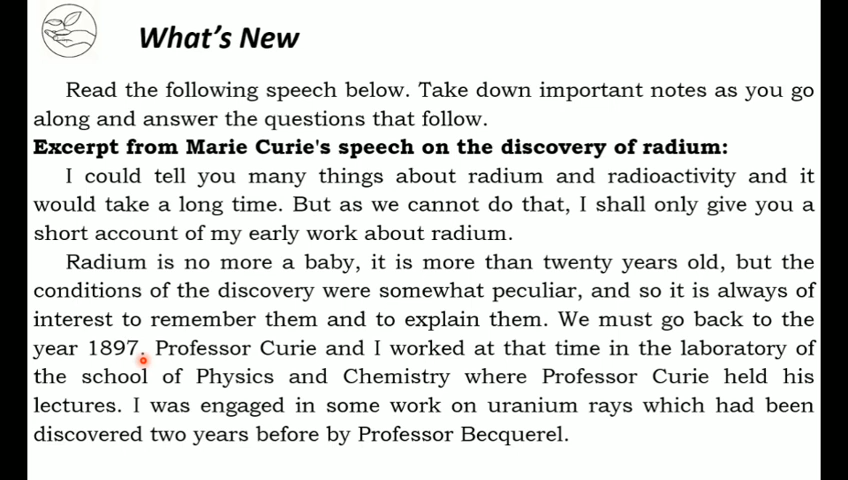 What's New
Read the following speech below. Take down important notes as you go
along and answer the questions that follow.
Excerpt from Marie Curie's speech on the discovery of radium:
I could tell you many things about radium and radioactivity and it
would take a long time. But as we cannot do that, I shall only give you a
short account of my early work about radium.
Radium is no more a baby, it is more than twenty years old, but the
conditions of the discovery were somewhat peculiar, and so it is always of
interest to remember them and to explain them. We must go back to the
year 1897. Professor Curie and I worked at that time in the laboratory of
the school of Physics and Chemistry where Professor Curie held his
lectures. I was engaged in some work on uranium rays which had been
discovered two years before by Professor Becquerel.